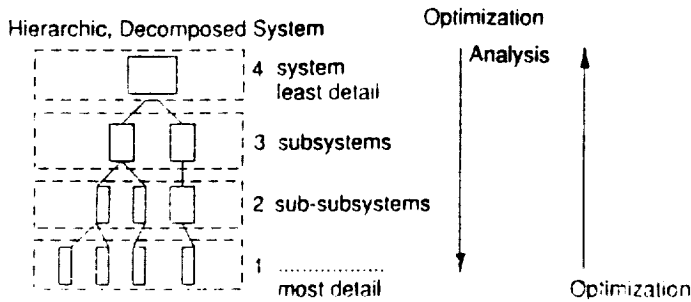 Hierarchic, Decomposed System
4 system
least detail
3 subsystems
2 sub-subsystems
1 ....................
most detail
Optimization
Analysis
Optimization